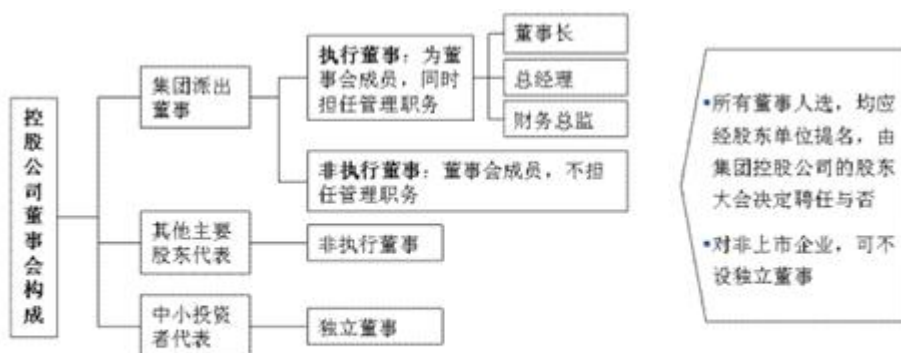 控股公司董事会构成
集团派出
董事
执行董事：为董
事会成员，同时
担任管理职务
董事长
总经理
财务总监
非执行董事：董事会成员，不担
任管理职务
其他主要
股东代表
非执行董事
中小投资
者代表
独立董事
▪所有董事人选，均应
经股东单位提名，由
集团控股公司的股东
大会决定聘任与否
▪对非上市企业，可不
设独立董事